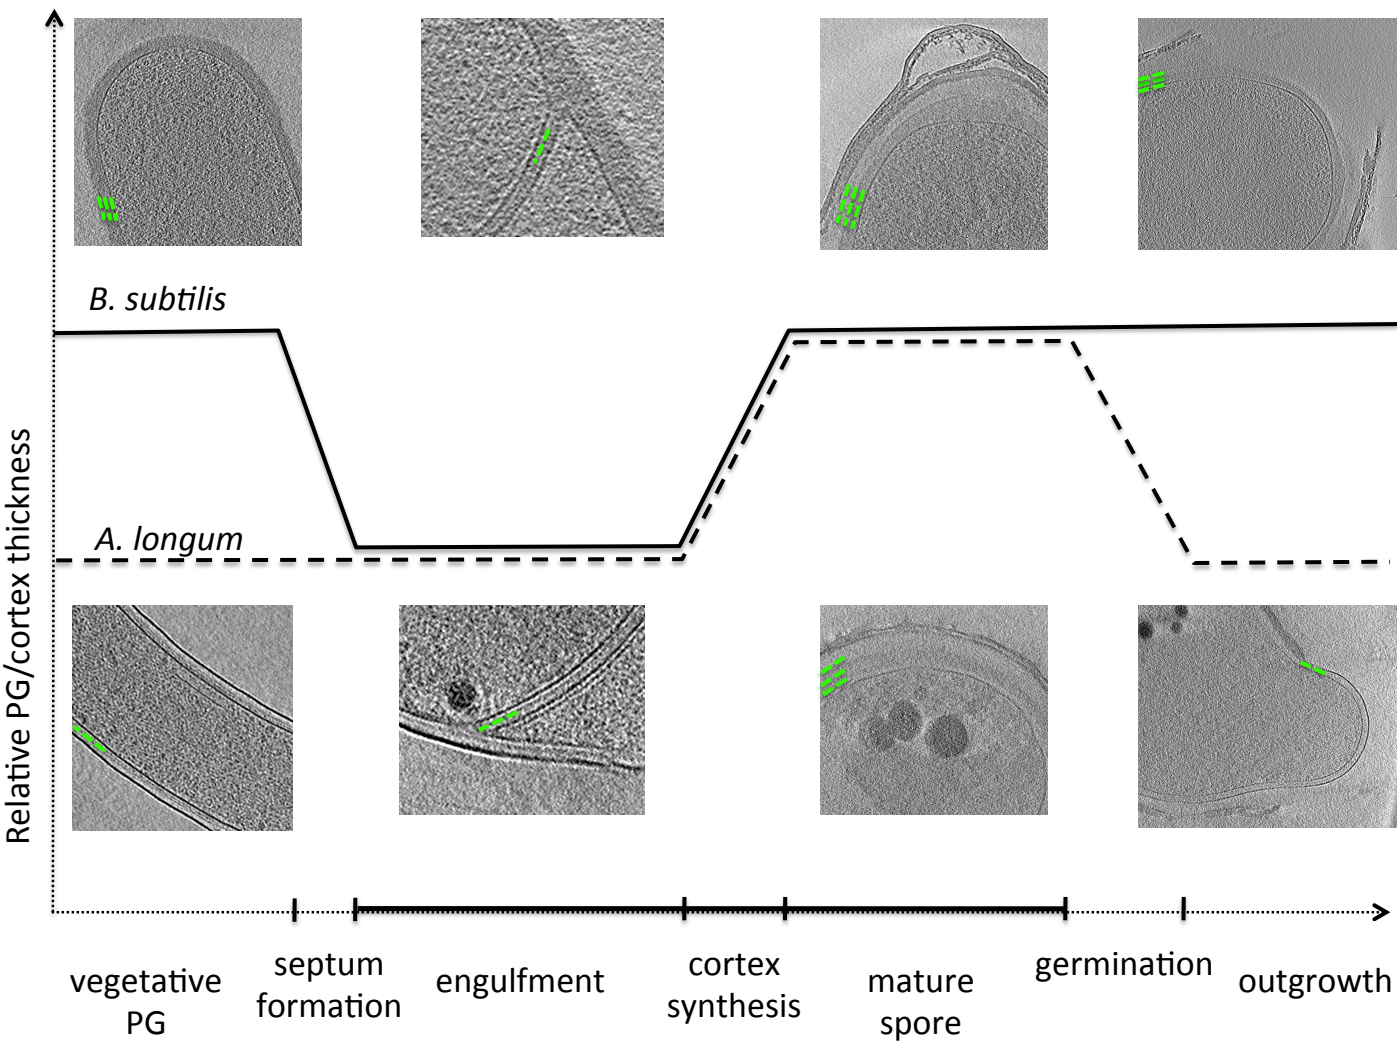 B. subtilis
A. longum
Relative PG/cortex thickness
vegetative
PG
septum
formation
engulfment
cortex
synthesis
mature
spore
germination
outgrowth